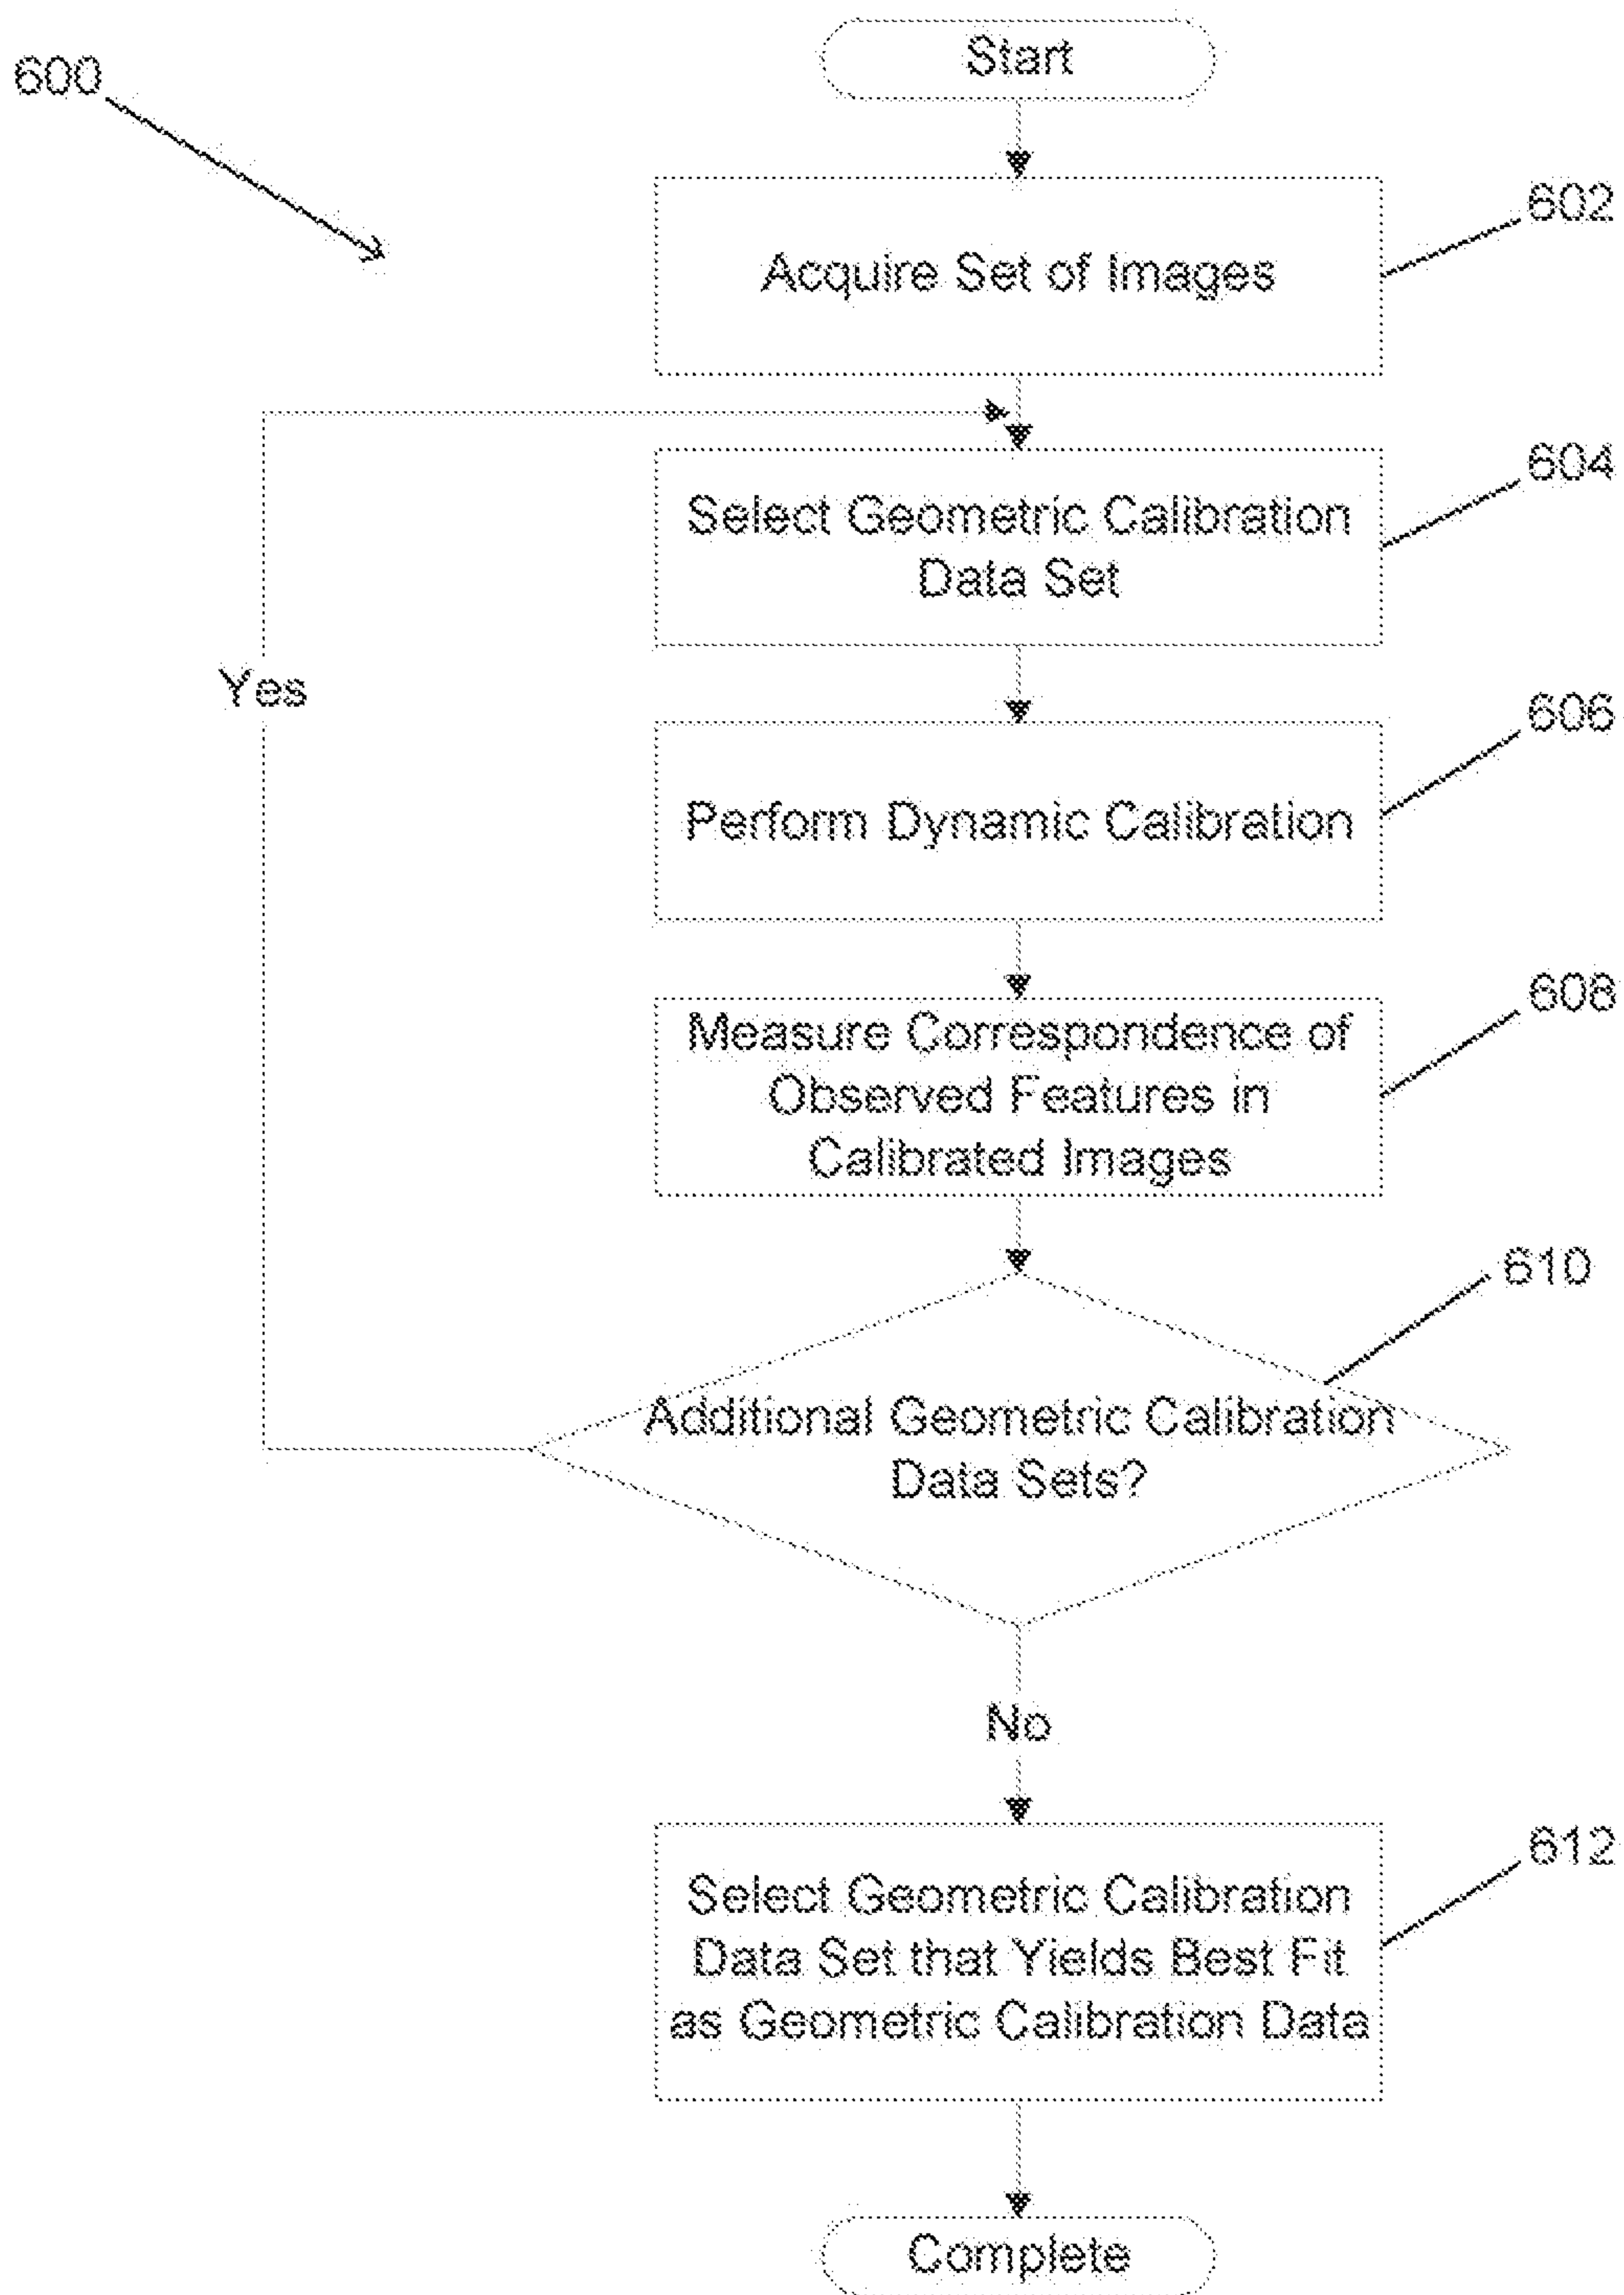 Start
600
602
Acquire Set of Images
604
Select Geometric Calibration
Data Set
Yes
606
Perform Dynamic Calibration
608
Measure Correspondence of
Observed Features in
Calibrated Images
610
Additional Geometric Calibration
Data Sets?
No
612
Select Geometric Calibration
Data Set that Yields Best Fit
as Geometric Calibration Data
Complete